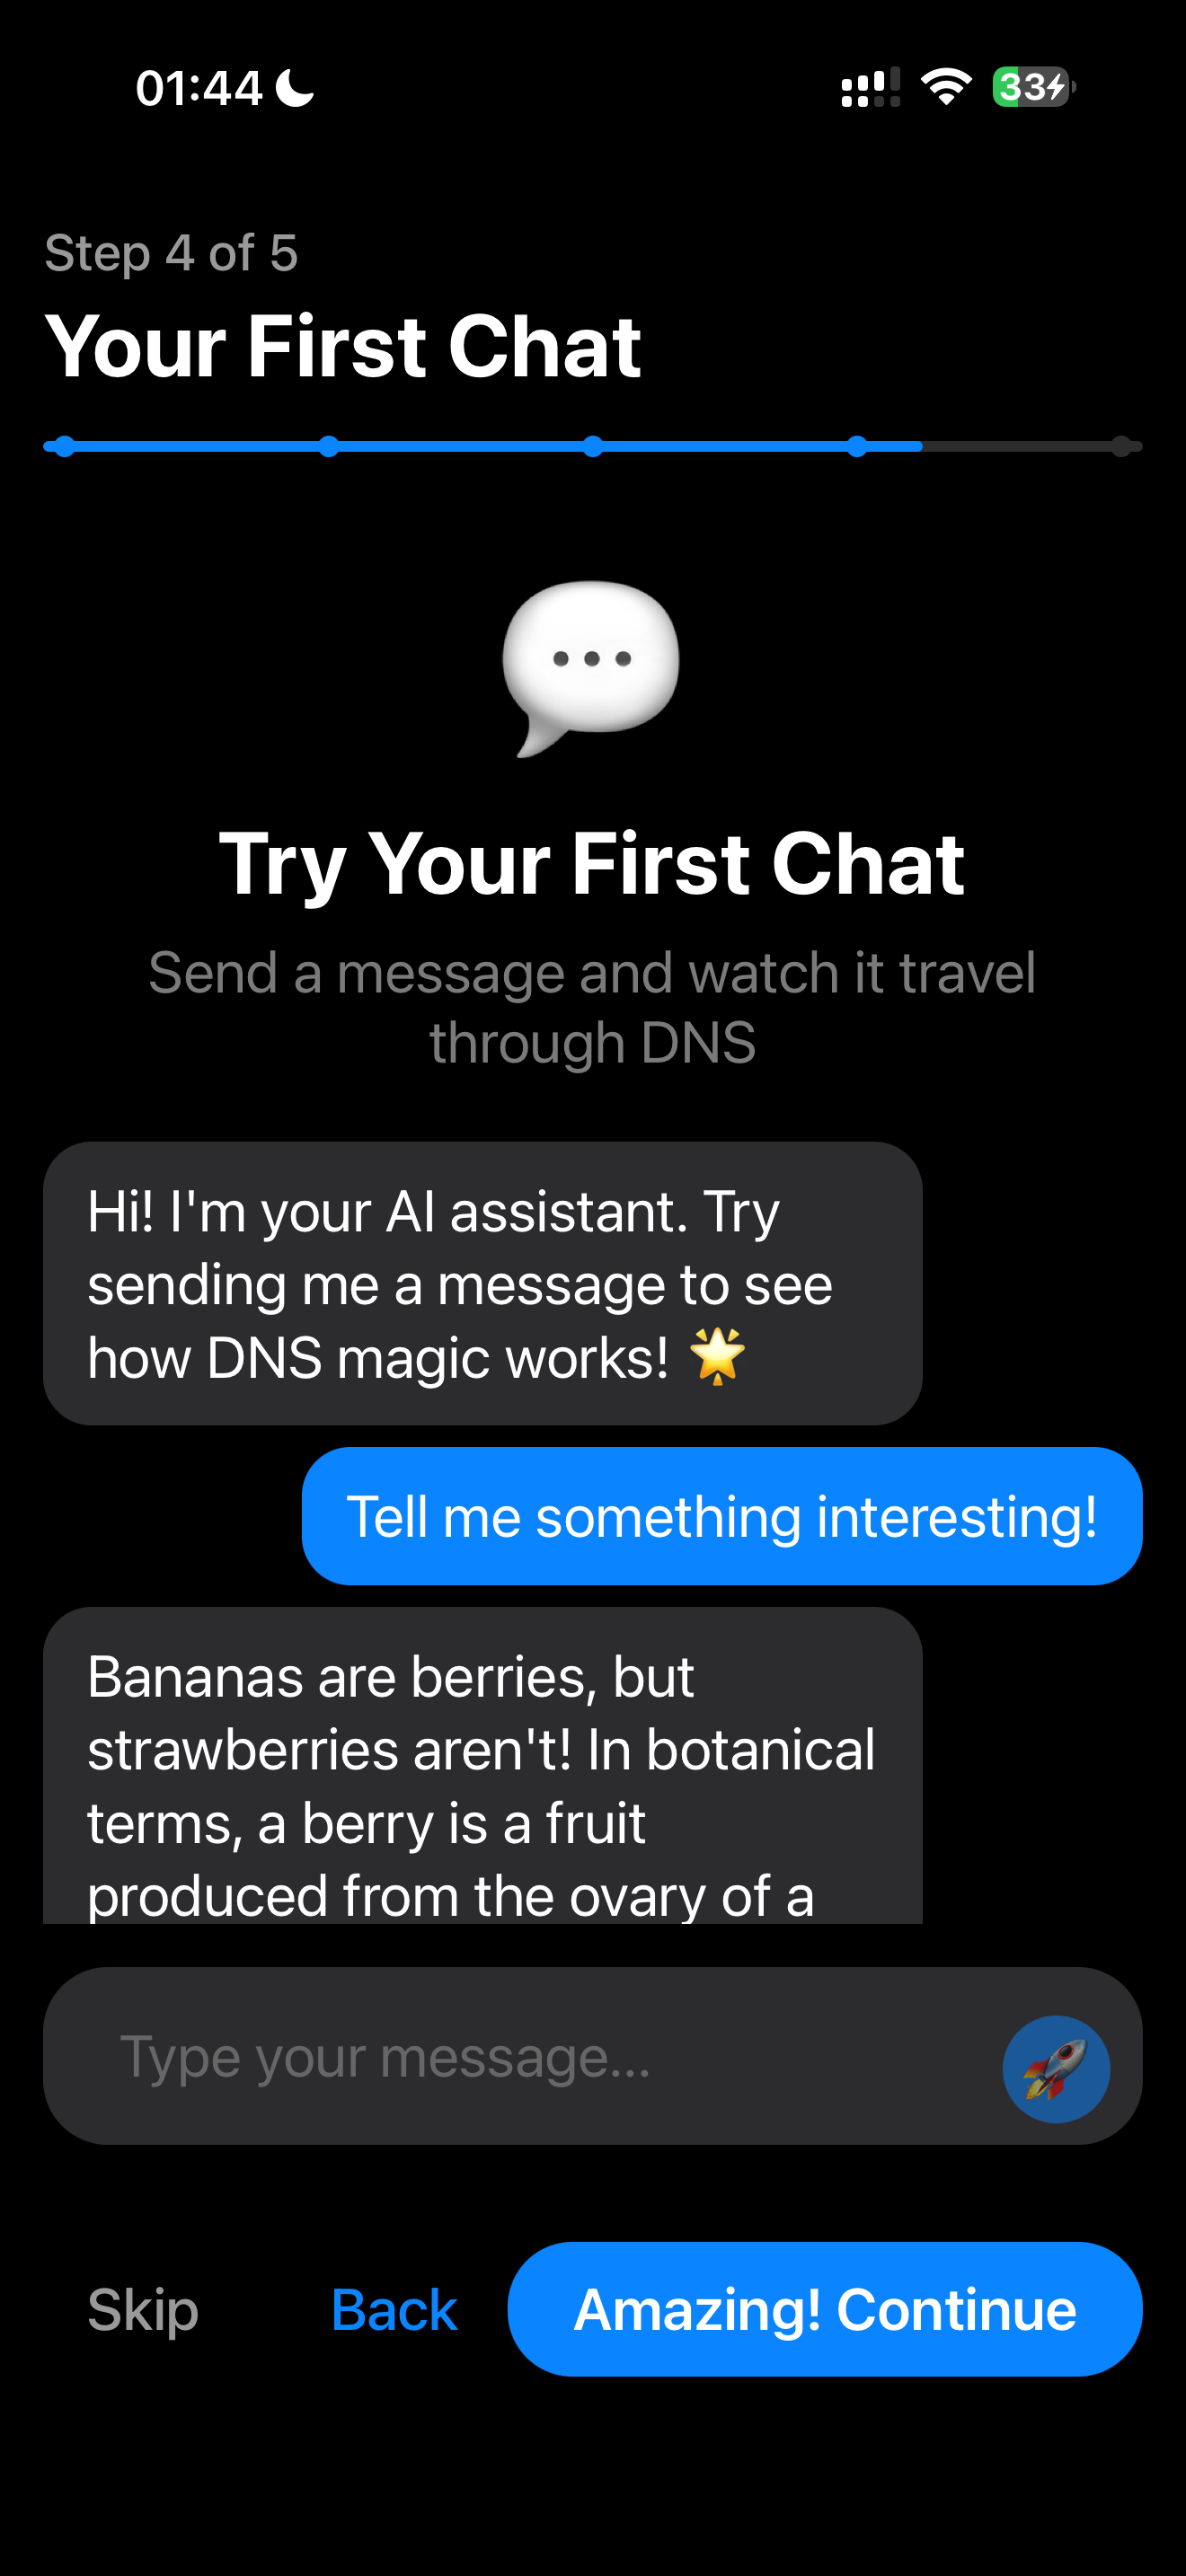 01:44
33
Step 4 of 5
Your First Chat
Try Your First Chat
Send a message and watch it travel
through DNS
Hi! I'm your AI assistant. Try
sending me a message to see
how DNS magic works! 🌟
Tell me something interesting!
Bananas are berries, but
strawberries aren't! In botanical
terms, a berry is a fruit
produced from the ovary of a
Type your message...
Skip
Back
Amazing! Continue